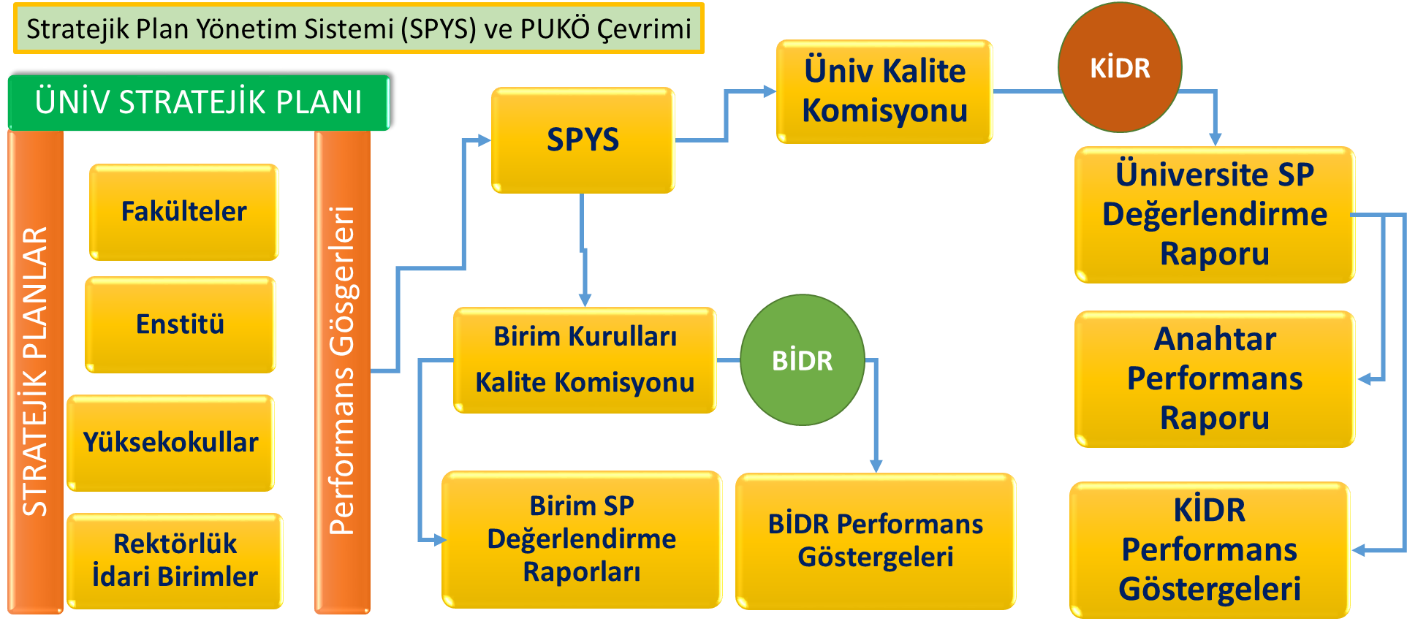 Stratejik Plan Yönetim Sistemi (SPYS) ve PUKÖ Çevrimi
ÜNİV STRATEJİK PLANI
STRATEJİK PLANLAR
Fakülteler
Enstitü
Yüksekokullar
Rektörlük
İdari Birimler
Performans Gösgerleri
SPYS
Üniv Kalite
Komisyonu
KİDR
Üniversite SP
Değerlendirme
Raporu
Anahtar
Performans
Raporu
KİDR
Performans
Göstergeleri
Birim Kurulları
Kalite Komisyonu
BİDR
Birim SP
Değerlendirme
Raporları
BİDR Performans
Göstergeleri